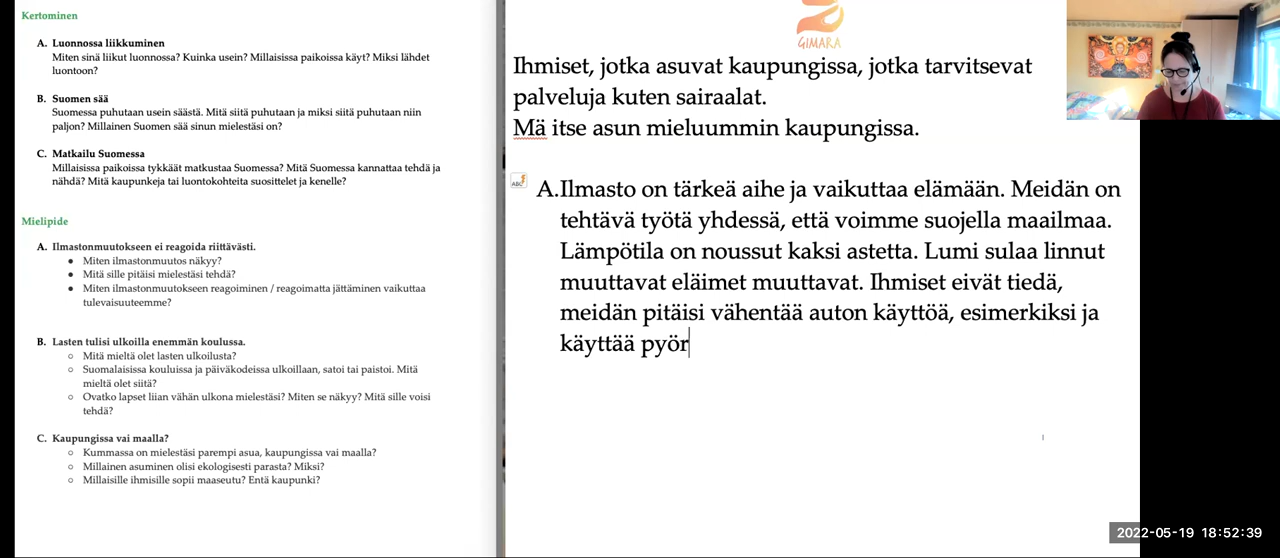 Kertominen
A. Luonnossa liikkuminen
Miten sinä liikut luonnossa? Kuinka usein? Millaisissa paikoissa käyt? Miksi lähdet
luontoon?
B. Suomen sää
Suomessa puhutaan usein säästä. Mitä siitä puhutaan ja miksi siitä puhutaan niin
paljon? Millainen Suomen sää sinun mielestäsi on?
C. Matkailu Suomessa
Millaisissa paikoissa tykkäät matkustaa Suomessa? Mitä Suomessa kannattaa tehdä ja
nähdä? Mitä kaupunkeja tai luontokohteita suosittelet ja kenelle?
Mielipide
A. Ilmastonmuutokseen ei reagoida riittävästi.
● Miten ilmastonmuutos näkyy?
● Mitä sille pitäisi mielestäsi tehdä?
● Miten ilmastonmuutokseen reagoiminen / reagoimatta jättäminen vaikuttaa
tulevaisuuteemme?
B. Lasten tulisi ulkoilla enemmän koulussa.
○ Mitä mieltä olet lasten ulkoilusta?
○ Suomalaisissa kouluissa ja päiväkodeissa ulkoillaan, satoi tai paistoi. Mitä
mieltä olet siitä?
○ Ovatko lapset liian vähän ulkona mielestäsi? Miten se näkyy? Mitä sille voisi
tehdä?
C. Kaupungissa vai maalla?
○ Kummassa on mielestäsi parempi asua, kaupungissa vai maalla?
○ Millainen asuminen olisi ekologisesti parasta? Miksi?
○ Millaisille ihmisille sopii maaseutu? Entä kaupunki?
GIMARA
Ihmiset, jotka asuvat kaupungissa, jotka tarvitsevat
palveluja kuten sairaalat.
Mä itse asun mieluummin kaupungissa.
ABC
A.Ilmasto on tärkeä aihe ja vaikuttaa elämään. Meidän on
tehtävä työtä yhdessä, että voimme suojella maailmaa.
Lämpötila on noussut kaksi astetta. Lumi sulaa linnut
muuttavat eläimet muuttavat. Ihmiset eivät tiedä,
meidän pitäisi vähentää auton käyttöä, esimerkiksi ja
käyttää pyör
2022-05-19 18:52:39